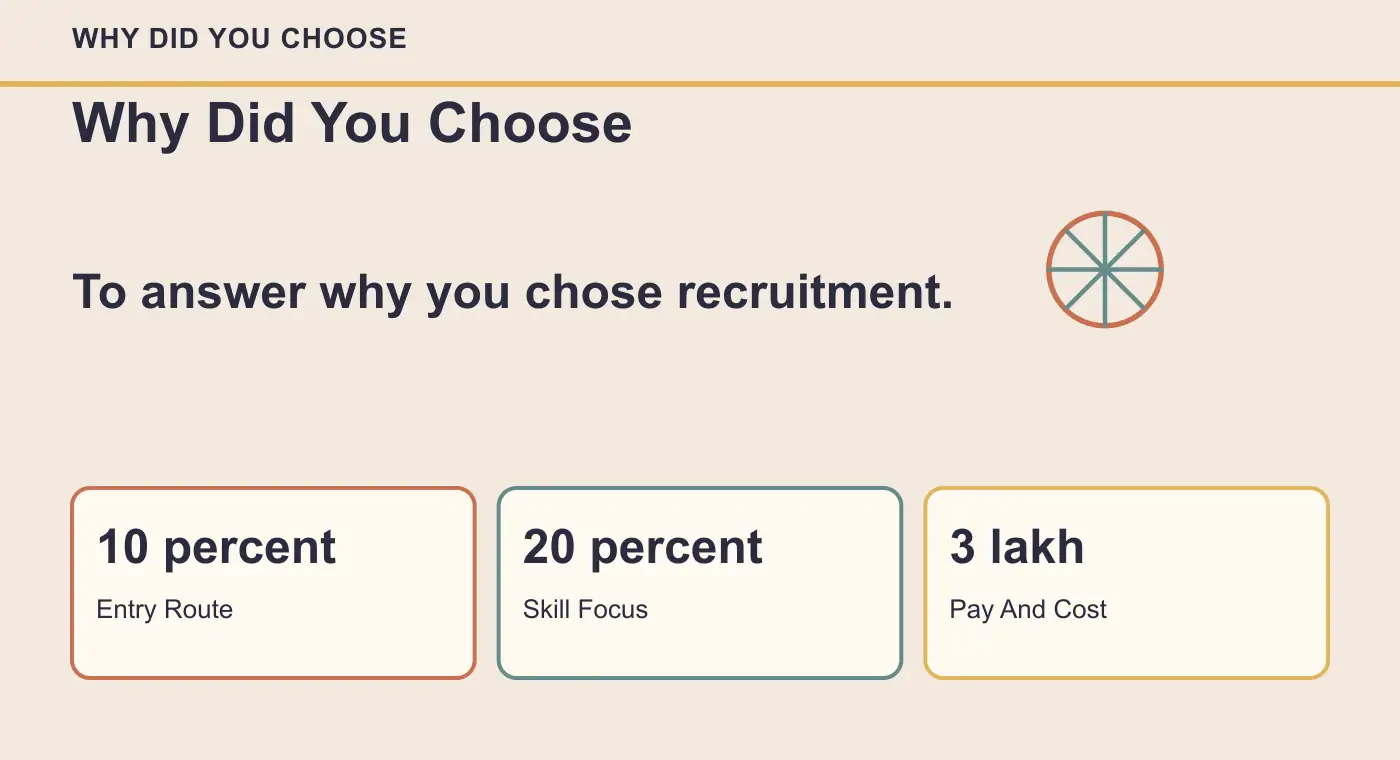 WHY DID YOU CHOOSE
Why Did You Choose
To answer why you chose recruitment.
10 percent
Entry Route
20 percent
Skill Focus
3 lakh
Pay And Cost